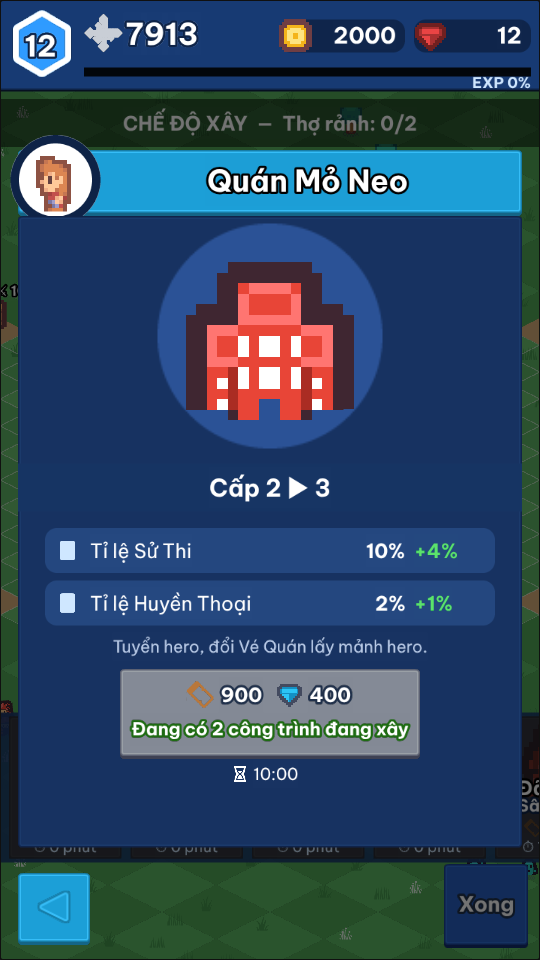 12
7913
2000
12
EXP 0%
CHẾ ĐỘ XÂY — Thợ rảnh: 0/2
Quán Mỏ Neo
Cấp 2 ▶ 3
Tỉ lệ Sử Thi 10% +4%
Tỉ lệ Huyền Thoại 2% +1%
Tuyển hero, đổi Vé Quán lấy mảnh hero.
900 400
Đang có 2 công trình đang xây
10:00
Xong